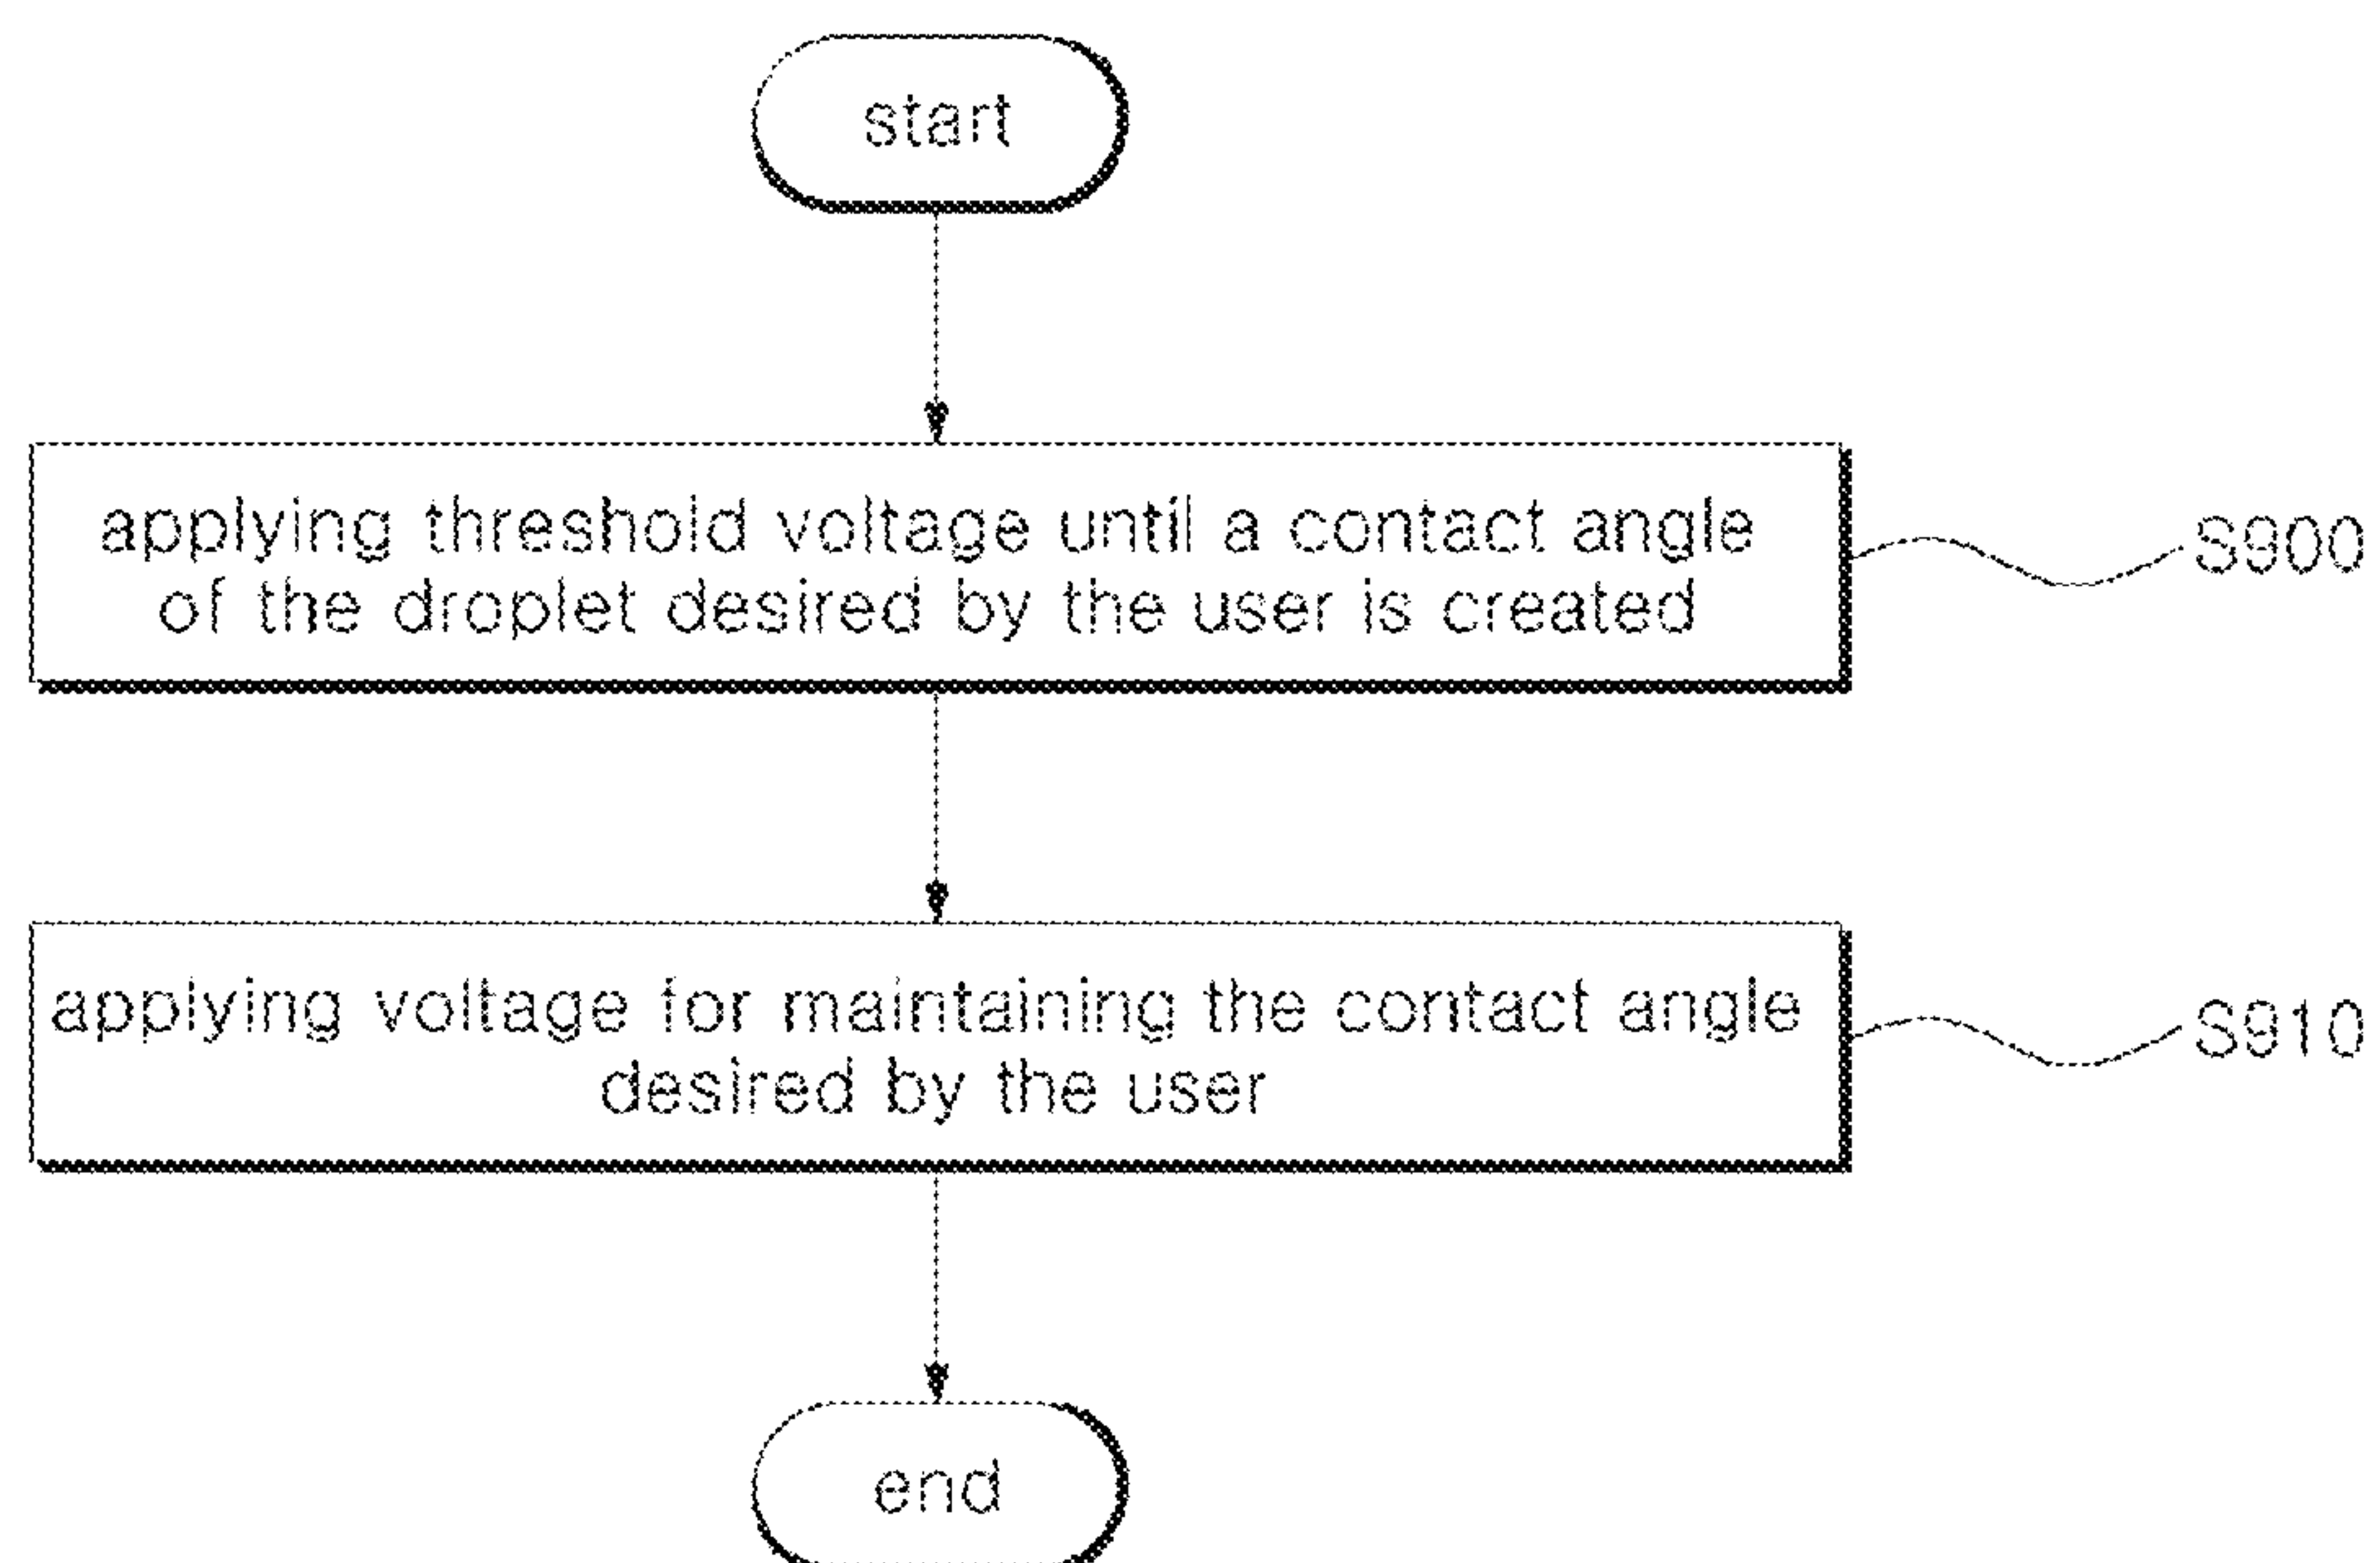 start
applying threshold voltage until a contact angle
of the droplet desired by the user is created
S900
applying voltage for maintaining the contact angle
desired by the user
S910
end